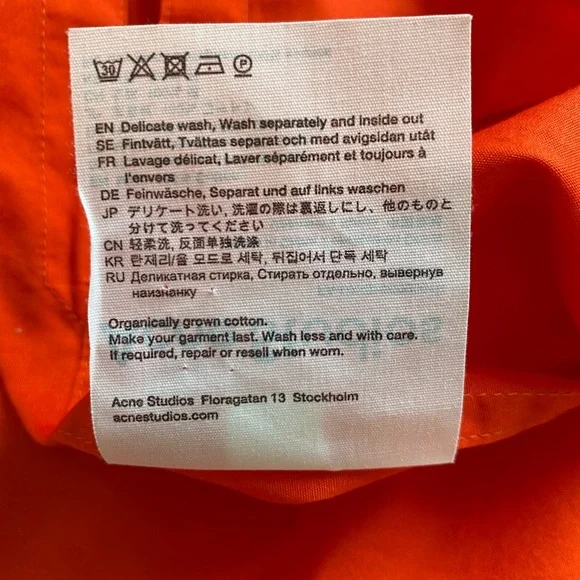 30 P
EN Delicate wash, Wash separately and inside out
SE Fintvätt, Tvättas separat och med avigsidan utåt
FR Lavage délicat, Laver séparément et toujours à
l'envers
DE Feinwäsche, Separat und auf links waschen
JP デリケート洗い, 洗濯の際は裏返しにし、他のものと
分けて洗ってください
CN 轻柔洗, 反面单独洗涤
KR 란제리/울 모드로 세탁, 뒤집어서 단독 세탁
RU Деликатная стирка, Стирать отдельно, вывернув
наизнанку
Organically grown cotton.
Make your garment last. Wash less and with care.
If required, repair or resell when worn.
Acne Studios Floragatan 13 Stockholm
acnestudios.com